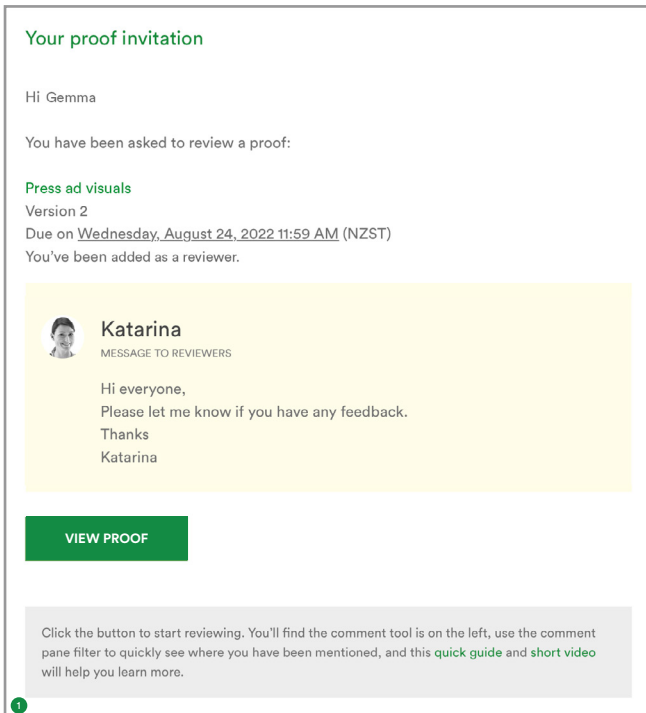 Your proof invitation
Hi Gemma
You have been asked to review a proof:
Press ad visuals
Version 2
Due on Wednesday, August 24, 2022 11:59 AM (NZST)
You've been added as a reviewer.
Katarina
MESSAGE TO REVIEWERS
Hi everyone,
Please let me know if you have any feedback.
Thanks
Katarina
VIEW PROOF
Click the button to start reviewing. You'll find the comment tool is on the left, use the comment
pane filter to quickly see where you have been mentioned, and this quick guide and short video
will help you learn more.
1